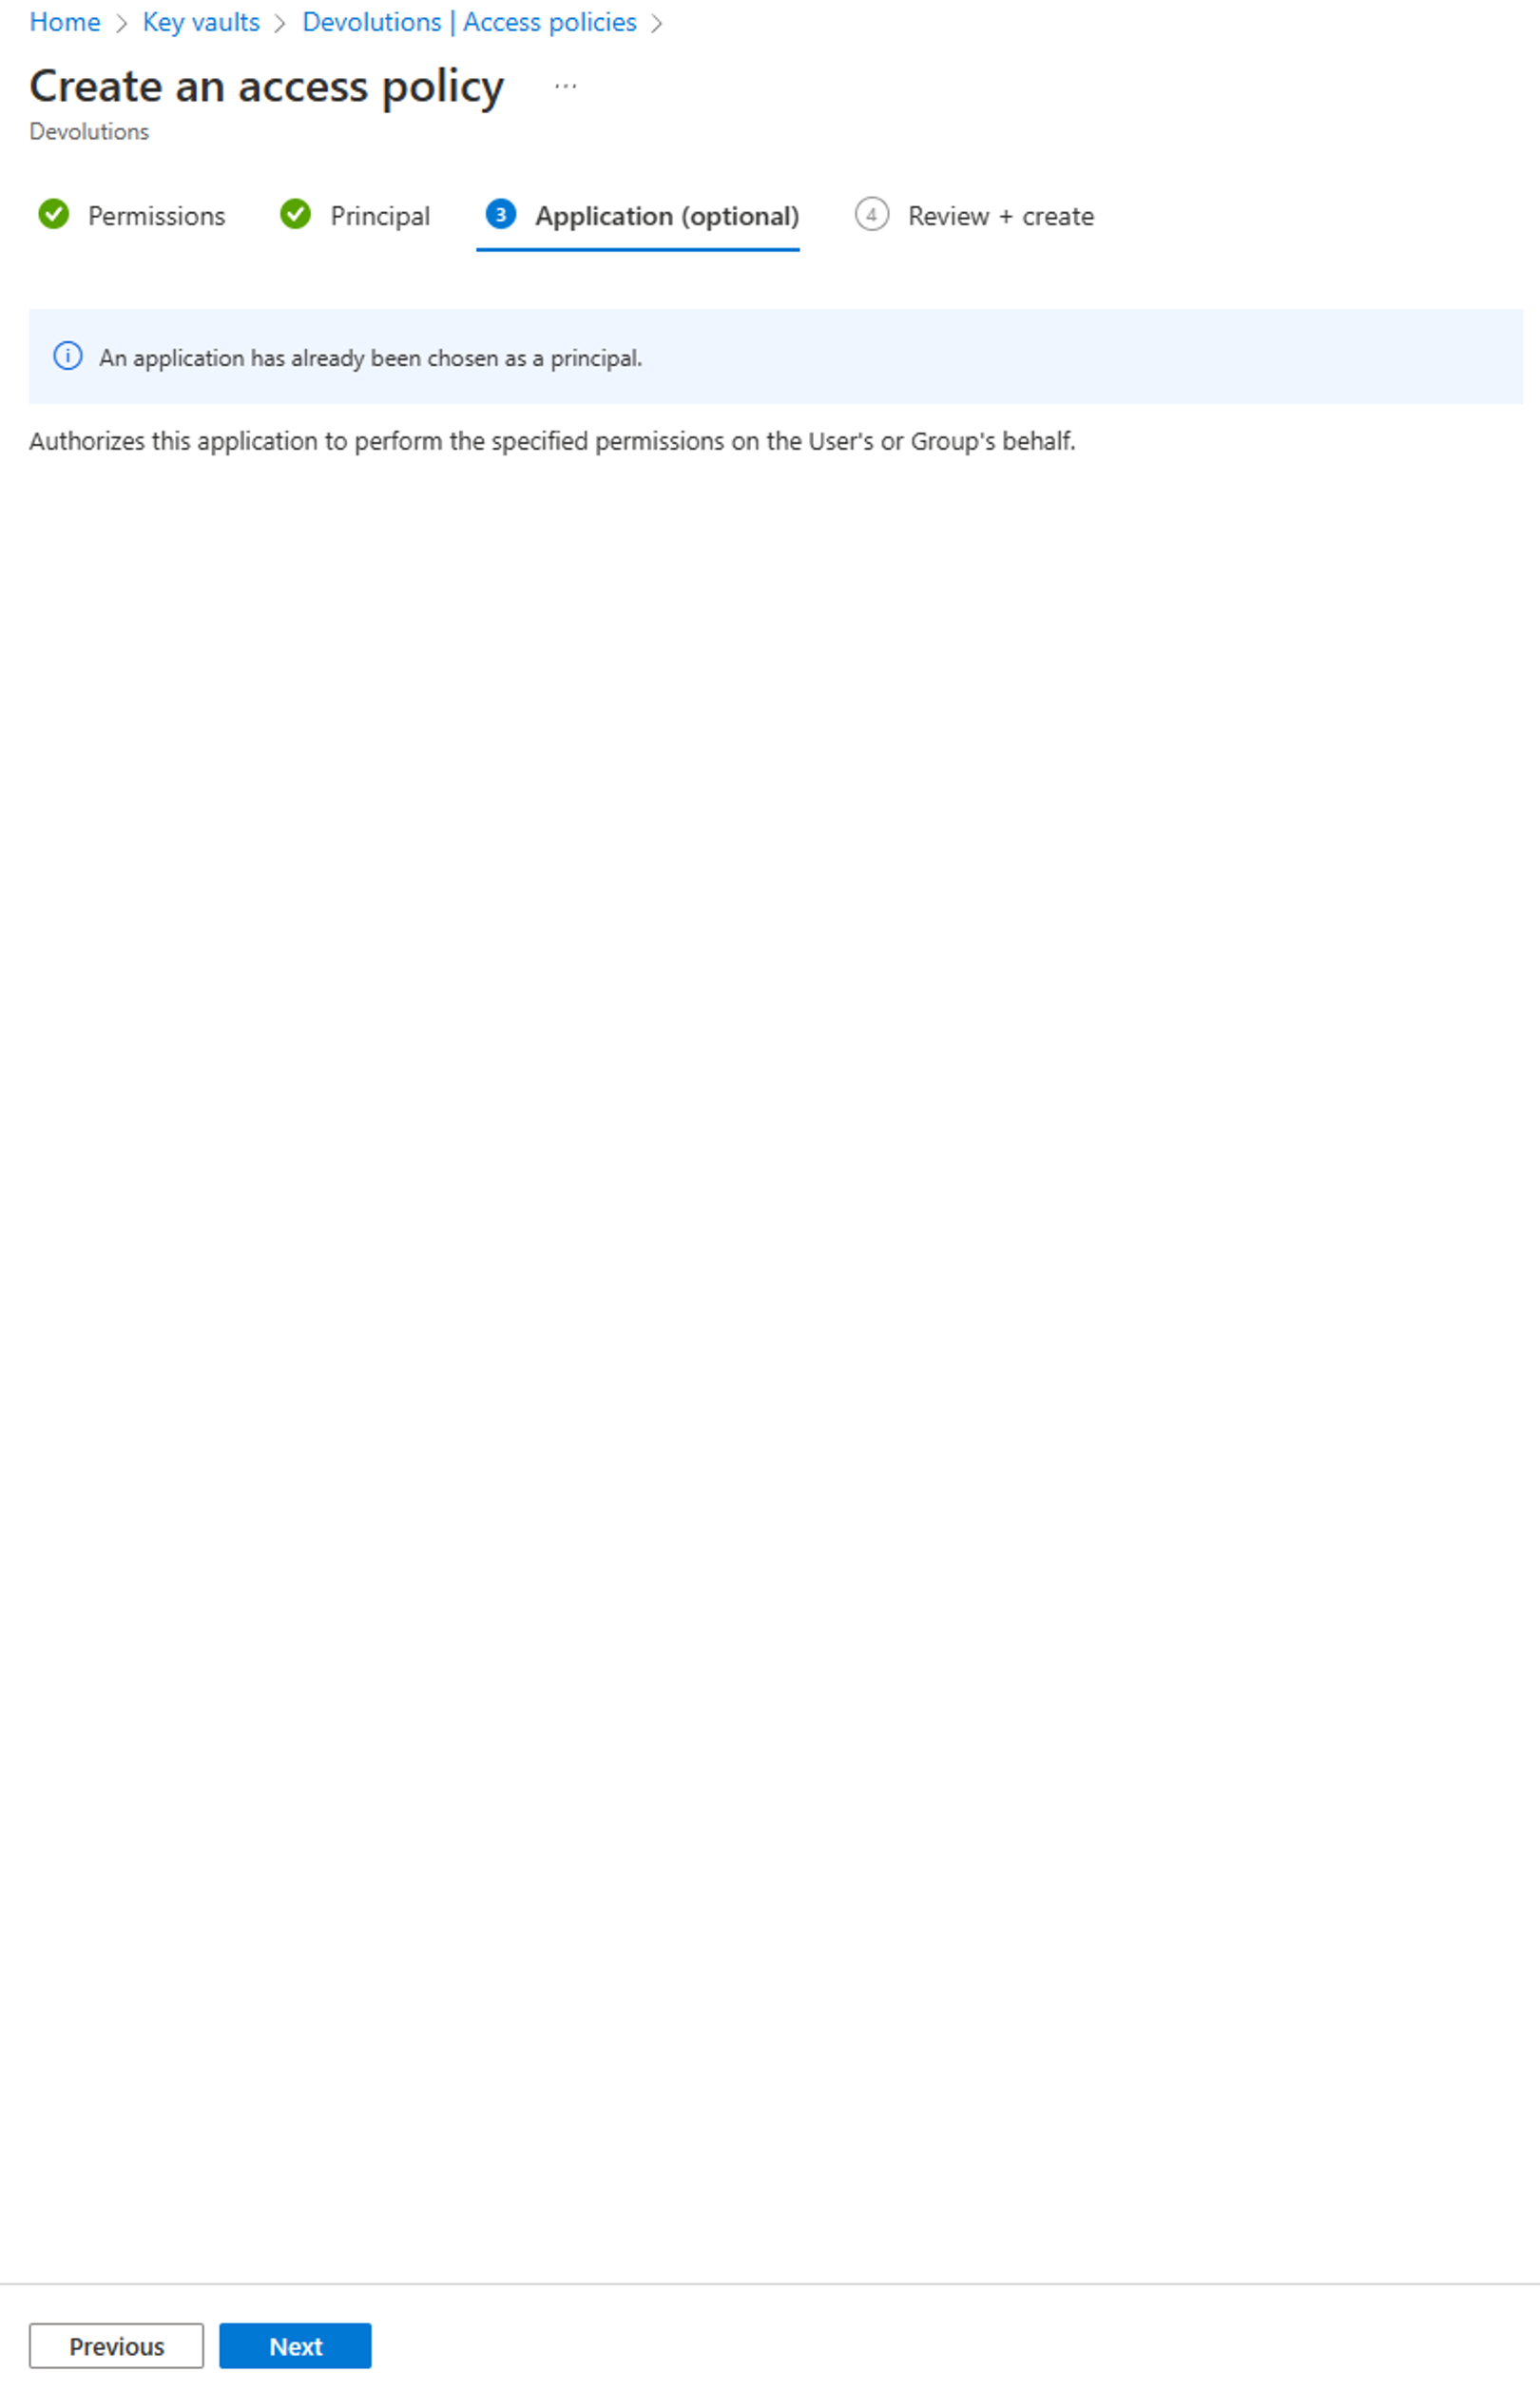 Home > Key vaults > Devolutions | Access policies >
Create an access policy ...
Devolutions
Permissions Principal 3 Application (optional) 4 Review + create
An application has already been chosen as a principal.
Authorizes this application to perform the specified permissions on the User's or Group's behalf.
Previous Next